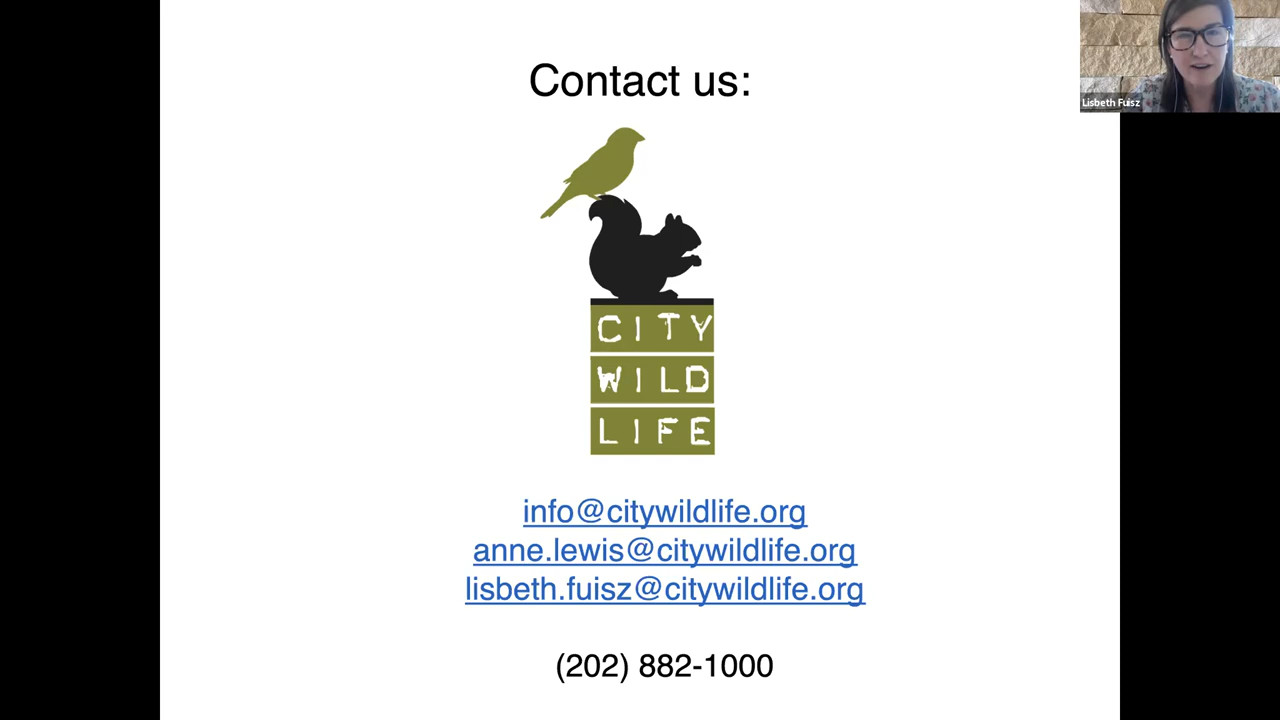 Contact us:
Lisbeth Fuisz
CITY
WILD
LIFE
info@citywildlife.org
anne.lewis@citywildlife.org
lisbeth.fuisz@citywildlife.org
(202) 882-1000